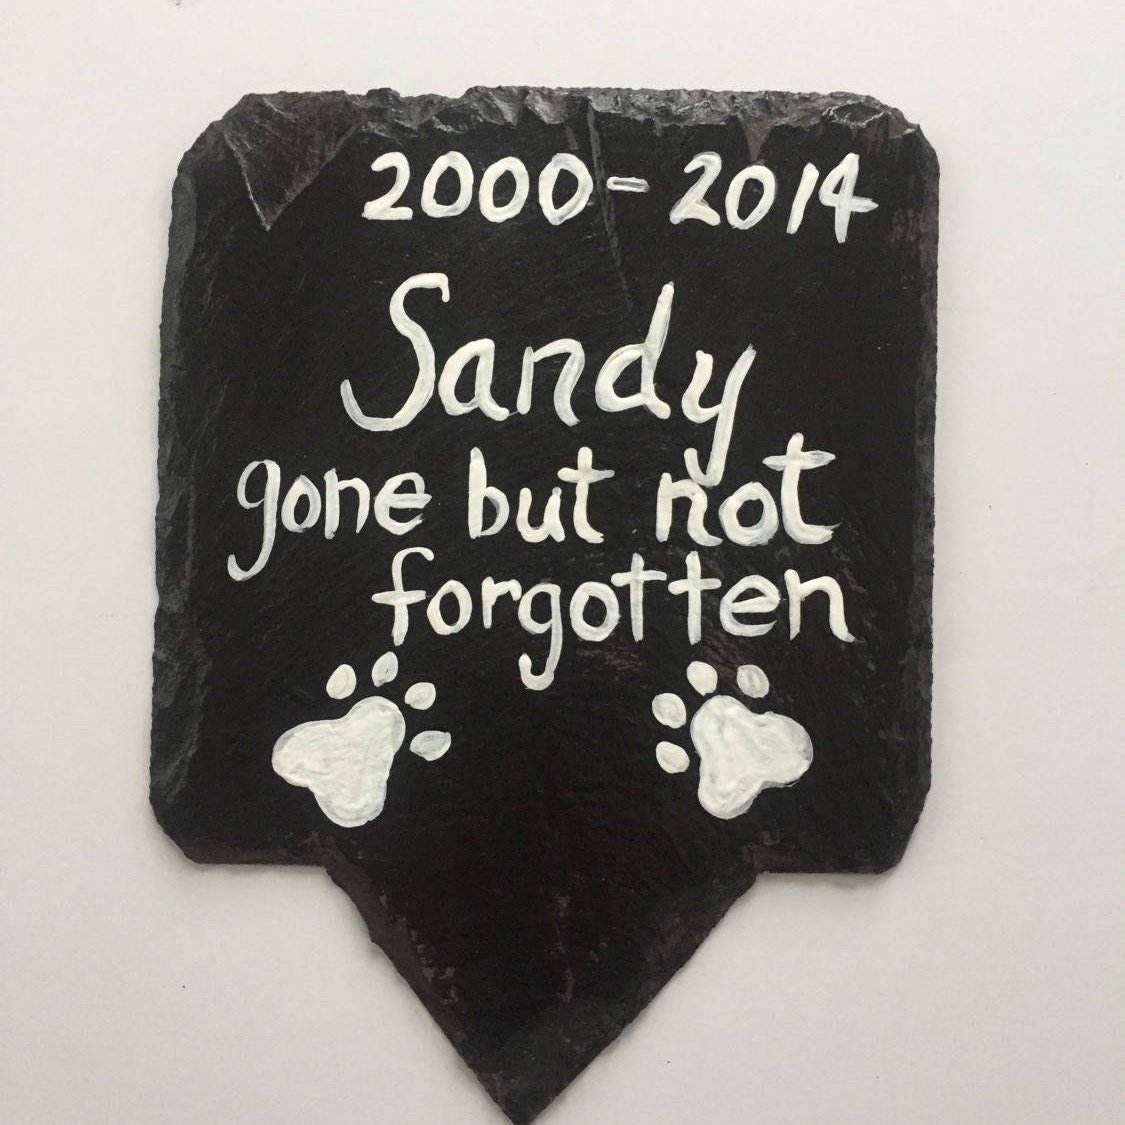 2000-2014
Sandy
gone but not
forgotten